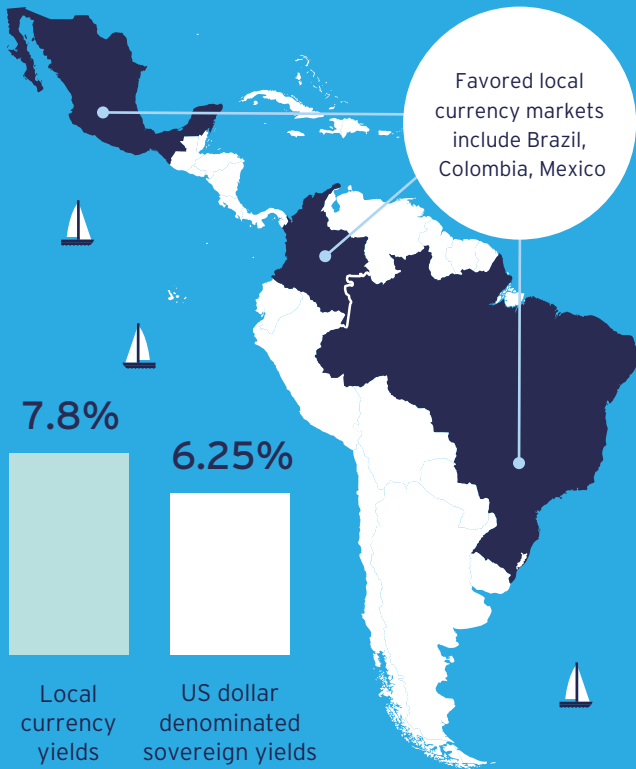 Favored local
currency markets
include Brazil,
Colombia, Mexico
7.8%
6.25%
Local
currency
yields
US dollar
denominated
sovereign yields